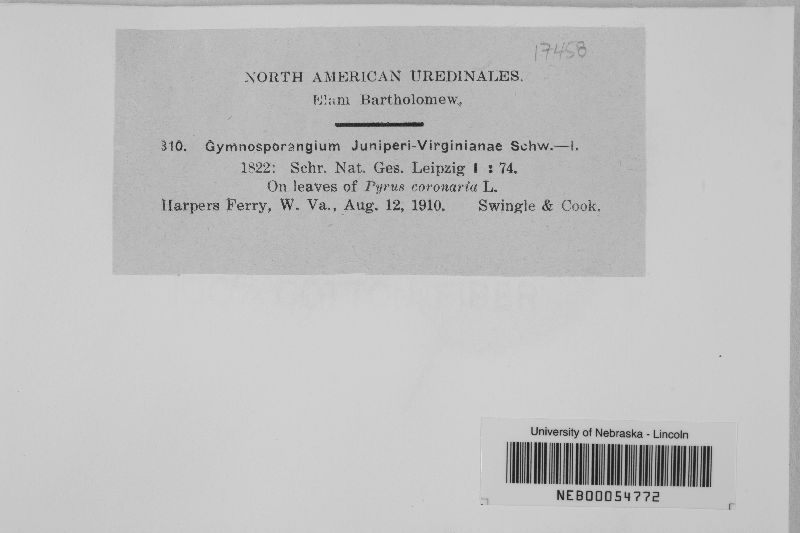 17458
NORTH AMERICAN UREDINALES.
Elam Bartholomew,
310. Gymnosporangium Juniperi-Virginianae Schw.—I.
1822: Schr. Nat. Ges. Leipzig I : 74.
On leaves of Pyrus coronaria L.
Harpers Ferry, W. Va., Aug. 12, 1910. Swingle & Cook.
University of Nebraska - Lincoln
NEB00054772